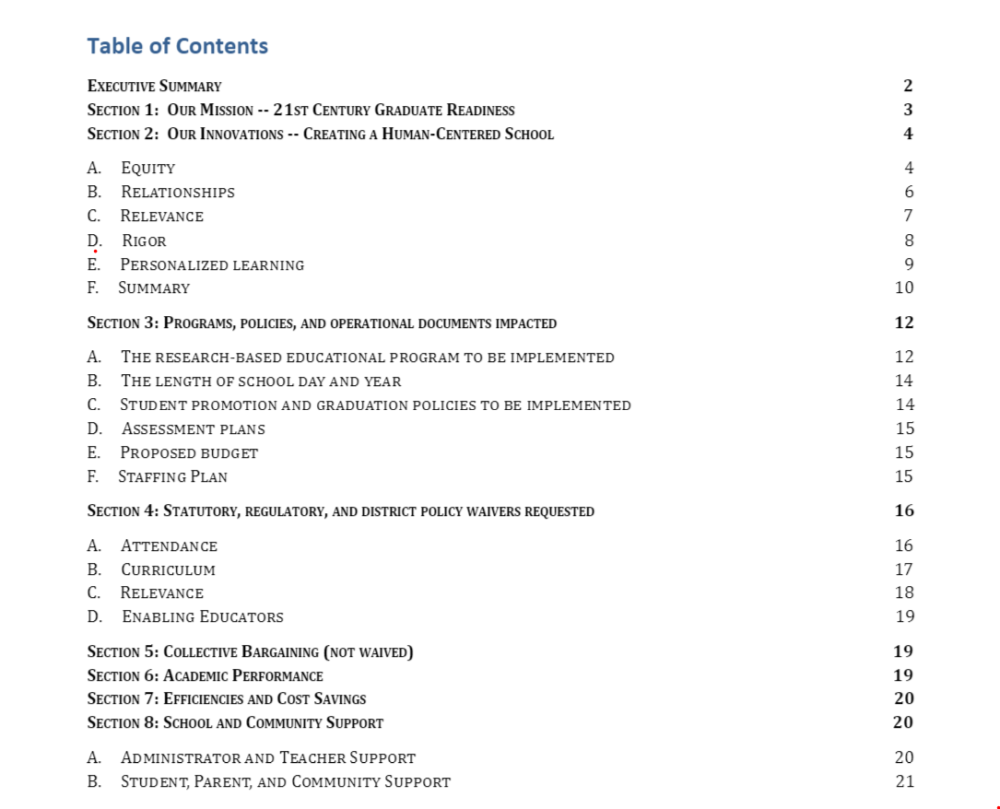 Table of Contents
Executive Summary 2
Section 1: Our Mission -- 21st Century Graduate Readiness 3
Section 2: Our Innovations -- Creating a Human-Centered School 4
A. Equity 4
B. Relationships 6
C. Relevance 7
D. Rigor 8
E. Personalized learning 9
F. Summary 10
Section 3: Programs, policies, and operational documents impacted 12
A. The research-based educational program to be implemented 12
B. The length of school day and year 14
C. Student promotion and graduation policies to be implemented 14
D. Assessment plans 15
E. Proposed budget 15
F. Staffing Plan 15
Section 4: Statutory, regulatory, and district policy waivers requested 16
A. Attendance 16
B. Curriculum 17
C. Relevance 18
D. Enabling Educators 19
Section 5: Collective Bargaining (not waived) 19
Section 6: Academic Performance 19
Section 7: Efficiencies and Cost Savings 20
Section 8: School and Community Support 20
A. Administrator and Teacher Support 20
B. Student, Parent, and Community Support 21